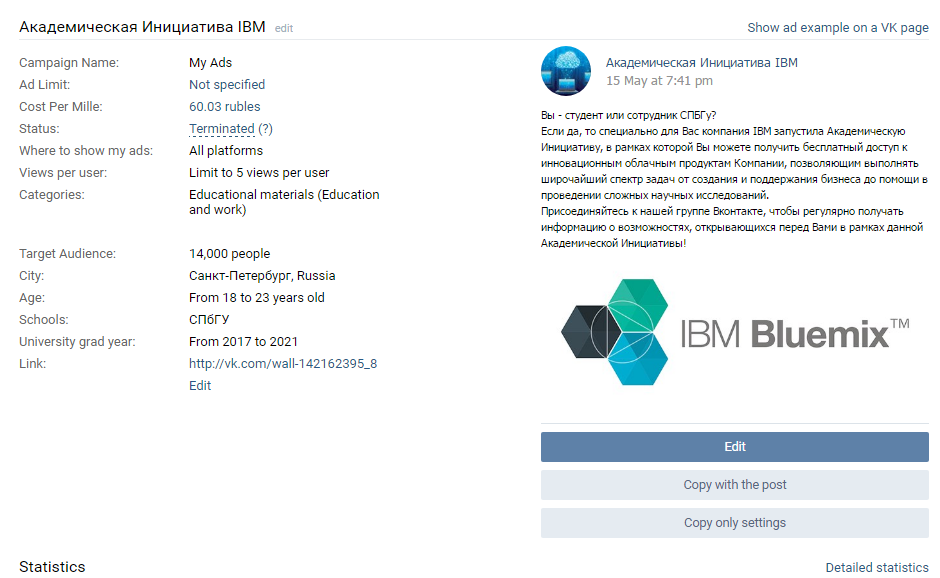 Академическая Инициатива IBM edit
Show ad example on a VK page
Campaign Name: My Ads
Ad Limit: Not specified
Cost Per Mille: 60.03 rubles
Status: Terminated (?)
Where to show my ads: All platforms
Views per user: Limit to 5 views per user
Categories: Educational materials (Education
and work)
Target Audience: 14,000 people
City: Санкт-Петербург, Russia
Age: From 18 to 23 years old
Schools: СПбГУ
University grad year: From 2017 to 2021
Link: http://vk.com/wall-142162395_8
Edit
Академическая Инициатива IBM
15 May at 7:41 pm
Вы - студент или сотрудник СПБГу?
Если да, то специально для Вас компания IBM запустила Академическую
Инициативу, в рамках которой Вы можете получить бесплатный доступ к
инновационным облачным продуктам Компании, позволяющим выполнять
широчайший спектр задач от создания и поддержания бизнеса до помощи в
проведении сложных научных исследований.
Присоединяйтесь к нашей группе Вконтакте, чтобы регулярно получать
информацию о возможностях, открывающихся перед Вами в рамках данной
Академической Инициативы!
IBM Bluemix™
Edit
Copy with the post
Copy only settings
Statistics
Detailed statistics